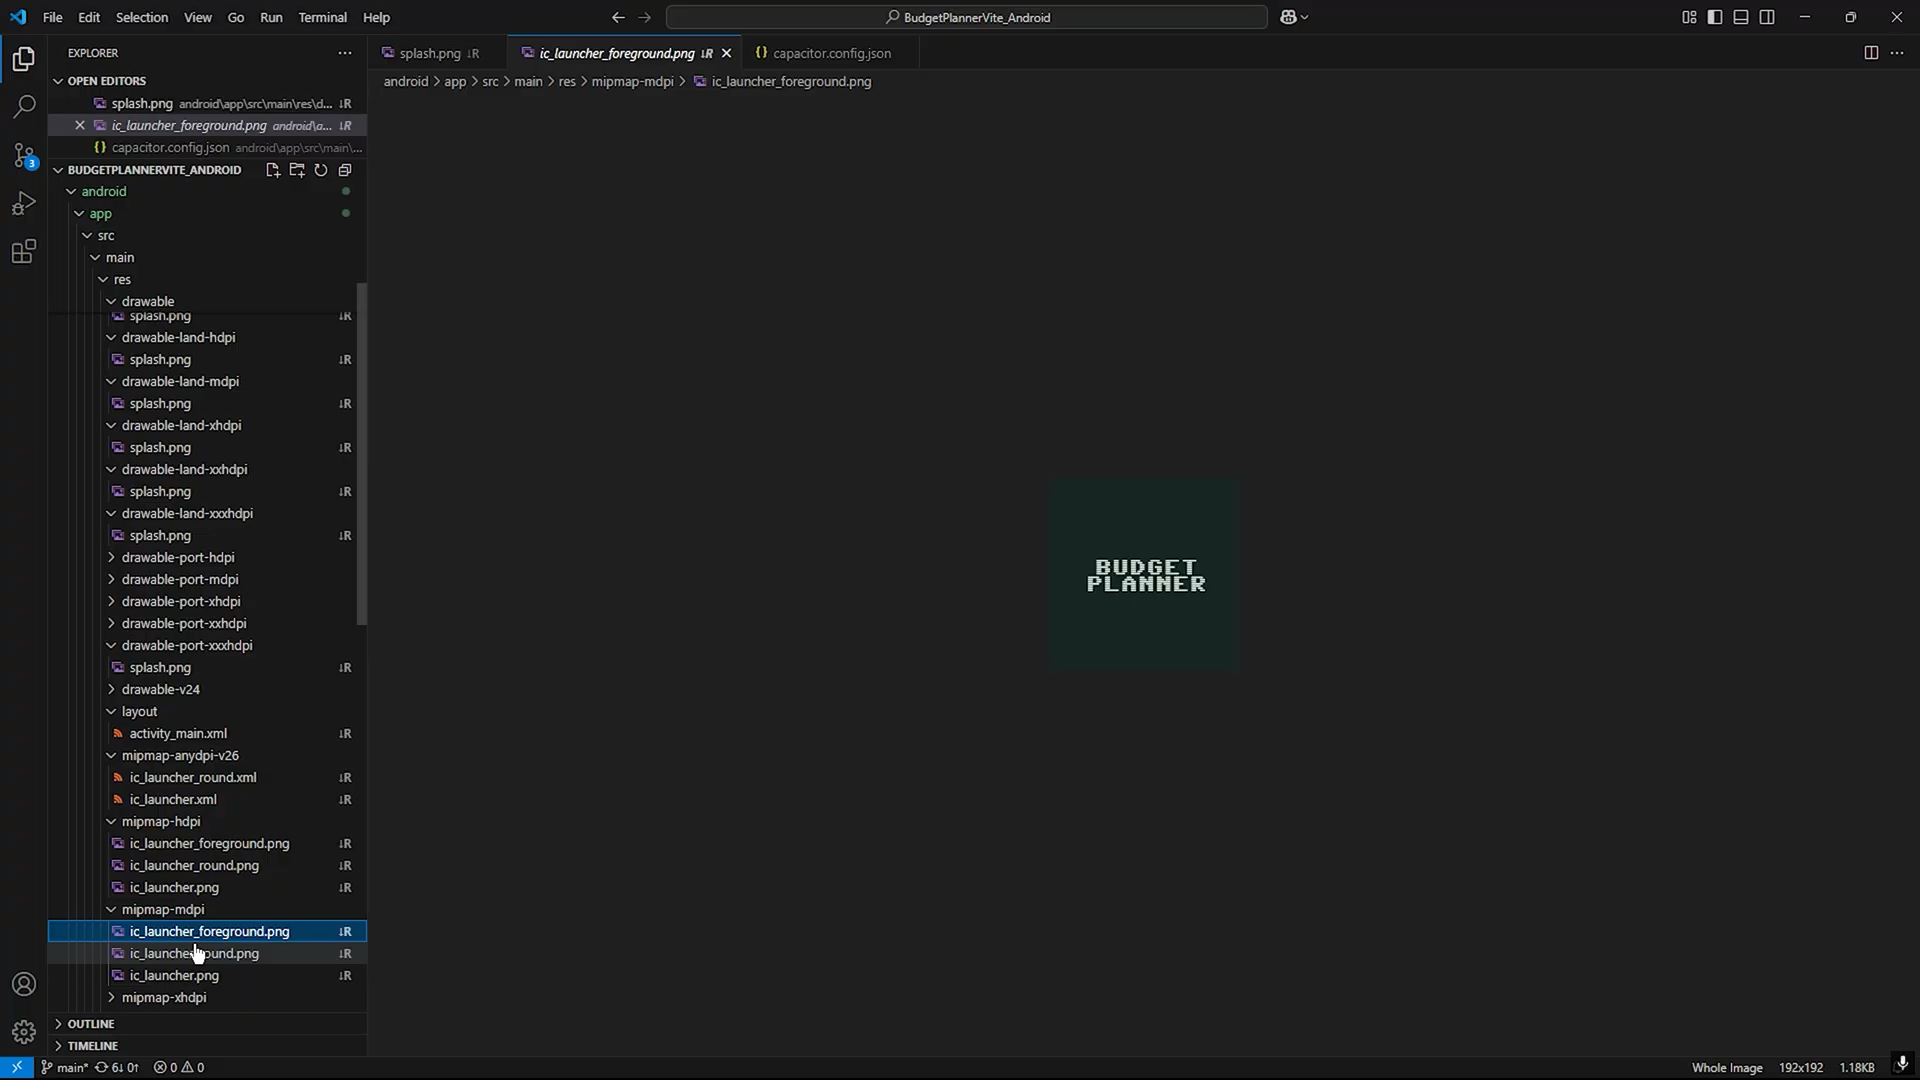 File Edit Selection View Go Run Terminal Help
BudgetPlannerVite_Android
EXPLORER
splash.png ↓R
ic_launcher_foreground.png ↓R
{} capacitor.config.json
android > app > src > main > res > mipmap-mdpi > ic_launcher_foreground.png
OPEN EDITORS
splash.png android\app\src\main\res\d... ↓R
ic_launcher_foreground.png android\a... ↓R
{} capacitor.config.json android\app\src\main\...
BUDGETPLANNERVITE_ANDROID
android
app
src
main
res
drawable
splash.png ↓R
drawable-land-hdpi
splash.png ↓R
drawable-land-mdpi
splash.png ↓R
drawable-land-xhdpi
splash.png ↓R
drawable-land-xxhdpi
splash.png ↓R
drawable-land-xxxhdpi
splash.png ↓R
drawable-port-hdpi
drawable-port-mdpi
drawable-port-xhdpi
drawable-port-xxhdpi
drawable-port-xxxhdpi
splash.png ↓R
drawable-v24
layout
activity_main.xml ↓R
mipmap-anydpi-v26
ic_launcher_round.xml ↓R
ic_launcher.xml ↓R
mipmap-hdpi
ic_launcher_foreground.png ↓R
ic_launcher_round.png ↓R
ic_launcher.png ↓R
mipmap-mdpi
ic_launcher_foreground.png ↓R
ic_launcher_round.png ↓R
ic_launcher.png ↓R
mipmap-xhdpi
OUTLINE
TIMELINE
3
BUDGET
PLANNER
main* 6↓ 0↑ 0 0
Whole Image 192x192 1.18KB